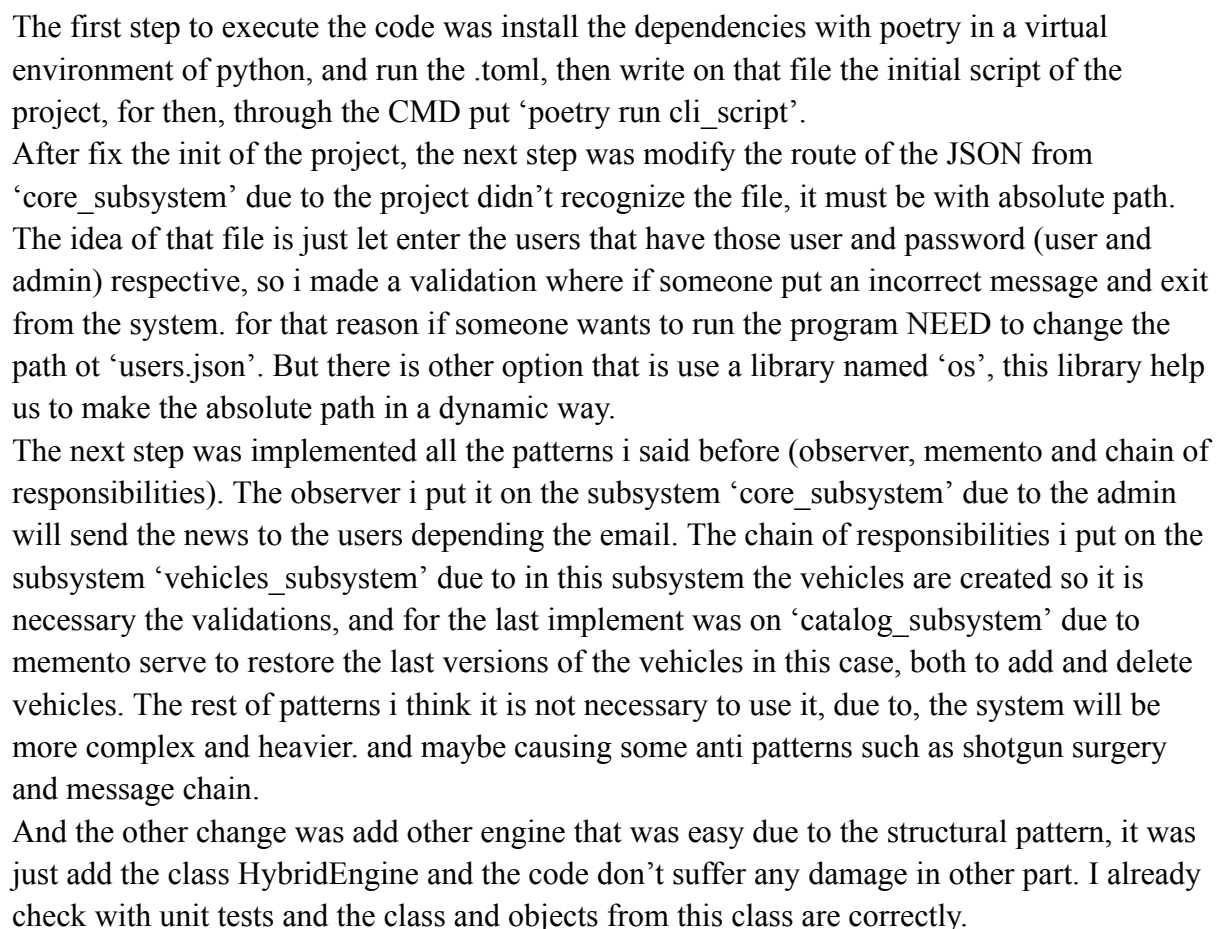 The first step to execute the code was install the dependencies with poetry in a virtual
environment of python, and run the .toml, then write on that file the initial script of the
project, for then, through the CMD put ‘poetry run cli_script’.
After fix the init of the project, the next step was modify the route of the JSON from
‘core_subsystem’ due to the project didn’t recognize the file, it must be with absolute path.
The idea of that file is just let enter the users that have those user and password (user and
admin) respective, so i made a validation where if someone put an incorrect message and exit
from the system. for that reason if someone wants to run the program NEED to change the
path ot ‘users.json’. But there is other option that is use a library named ‘os’, this library help
us to make the absolute path in a dynamic way.
The next step was implemented all the patterns i said before (observer, memento and chain of
responsibilities). The observer i put it on the subsystem ‘core_subsystem’ due to the admin
will send the news to the users depending the email. The chain of responsibilities i put on the
subsystem ‘vehicles_subsystem’ due to in this subsystem the vehicles are created so it is
necessary the validations, and for the last implement was on ‘catalog_subsystem’ due to
memento serve to restore the last versions of the vehicles in this case, both to add and delete
vehicles. The rest of patterns i think it is not necessary to use it, due to, the system will be
more complex and heavier. and maybe causing some anti patterns such as shotgun surgery
and message chain.
And the other change was add other engine that was easy due to the structural pattern, it was
just add the class HybridEngine and the code don’t suffer any damage in other part. I already
check with unit tests and the class and objects from this class are correctly.